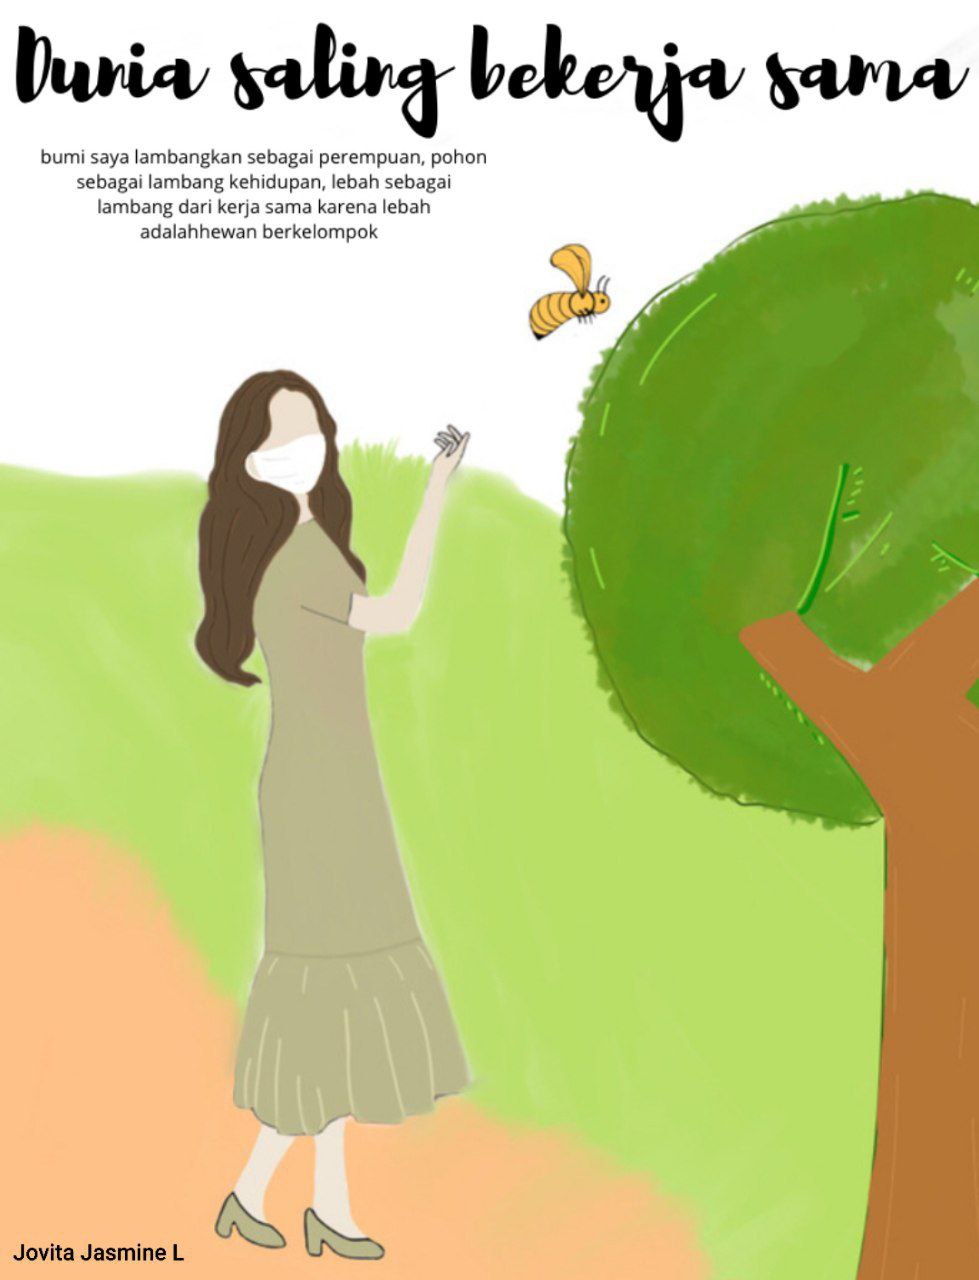 Dunia saling bekerja sama
bumi saya lambangkan sebagai perempuan, pohon
sebagai lambang kehidupan, lebah sebagai
lambang dari kerja sama karena lebah
adalahhewan berkelompok
Jovita Jasmine L